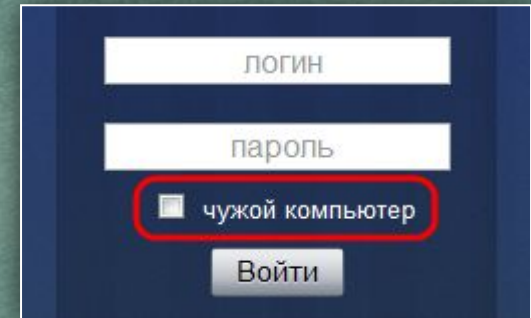 логин
пароль
чужой компьютер
Войти